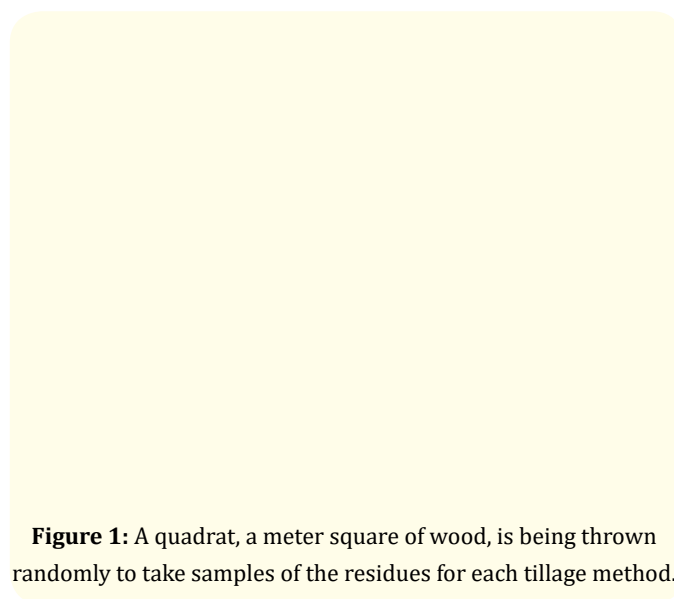 Figure 1: A quadrat, a meter square of wood, is being thrown
randomly to take samples of the residues for each tillage method.